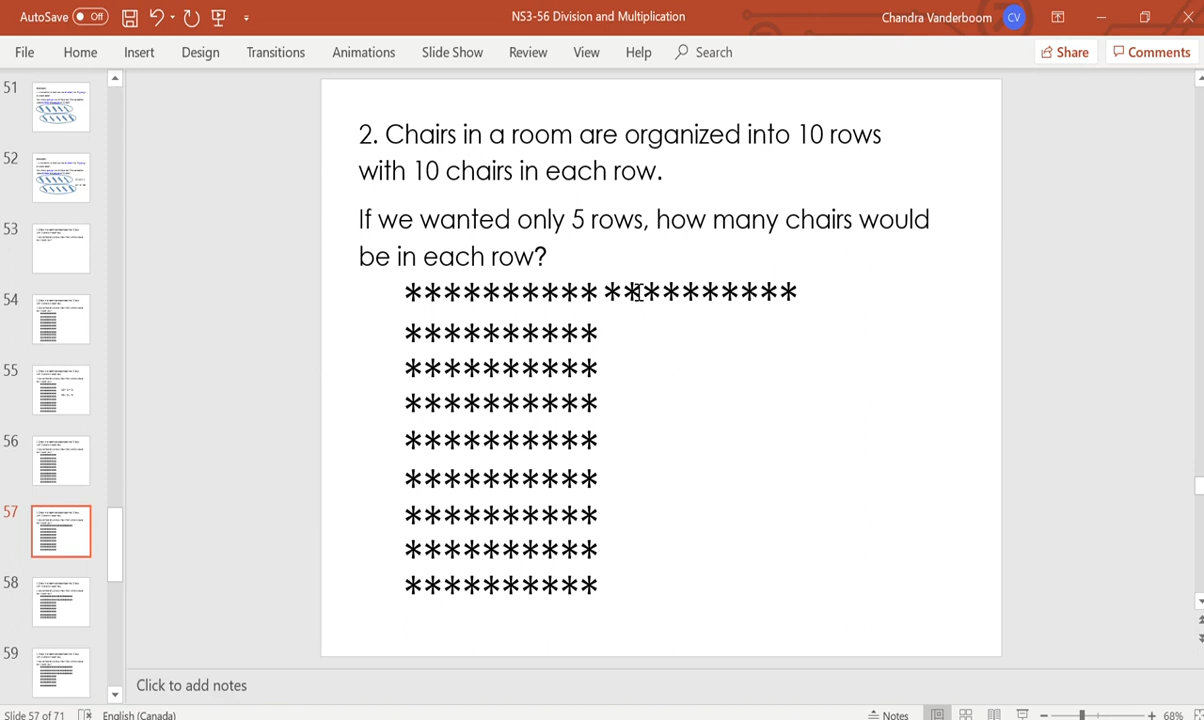 AutoSave Off
NS3-56 Division and Multiplication
Chandra Vanderboom CV
File Home Insert Design Transitions Animations Slide Show Review View Help Search Share Comments
51
52
53
54
55
56
57
58
59
2. Chairs in a room are organized into 10 rows
with 10 chairs in each row.
If we wanted only 5 rows, how many chairs would
be in each row?
********** **********
**********
**********
**********
**********
**********
**********
**********
**********
Click to add notes
Slide 57 of 71 English (Canada) Notes 68%